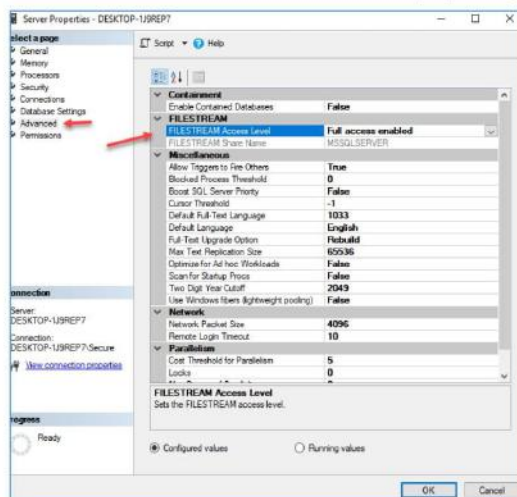 Server Properties - DESKTOP-1J9REP7
elect a page
General
Memory
Processors
Security
Connections
Database Settings
Advanced
Permissions
Script
Help
Containment
Enable Contained Databases False
FILESTREAM
FILESTREAM Access Level Full access enabled
FILESTREAM Share Name MSSQLSERVER
Miscellaneous
Allow Triggers to Fire Others True
Blocked Process Threshold 0
Boost SQL Server Priority False
Cursor Threshold -1
Default Full-Text Language 1033
Default Language English
Full-Text Upgrade Option Rebuild
Max Text Replication Size 65536
Optimize for Ad hoc Workloads False
Scan for Startup Procs False
Two Digit Year Cutoff 2049
Use Windows fibers (lightweight pooling) False
Network
Network Packet Size 4096
Remote Login Timeout 10
Parallelism
Cost Threshold for Parallelism 5
Locks 0
FILESTREAM Access Level
Sets the FILESTREAM access level.
Configured values
Running values
onnection
Server:
DESKTOP-1J9REP7
Connection:
DESKTOP-1J9REP7\Secure
View connection properties
rogress
Ready
OK
Cancel